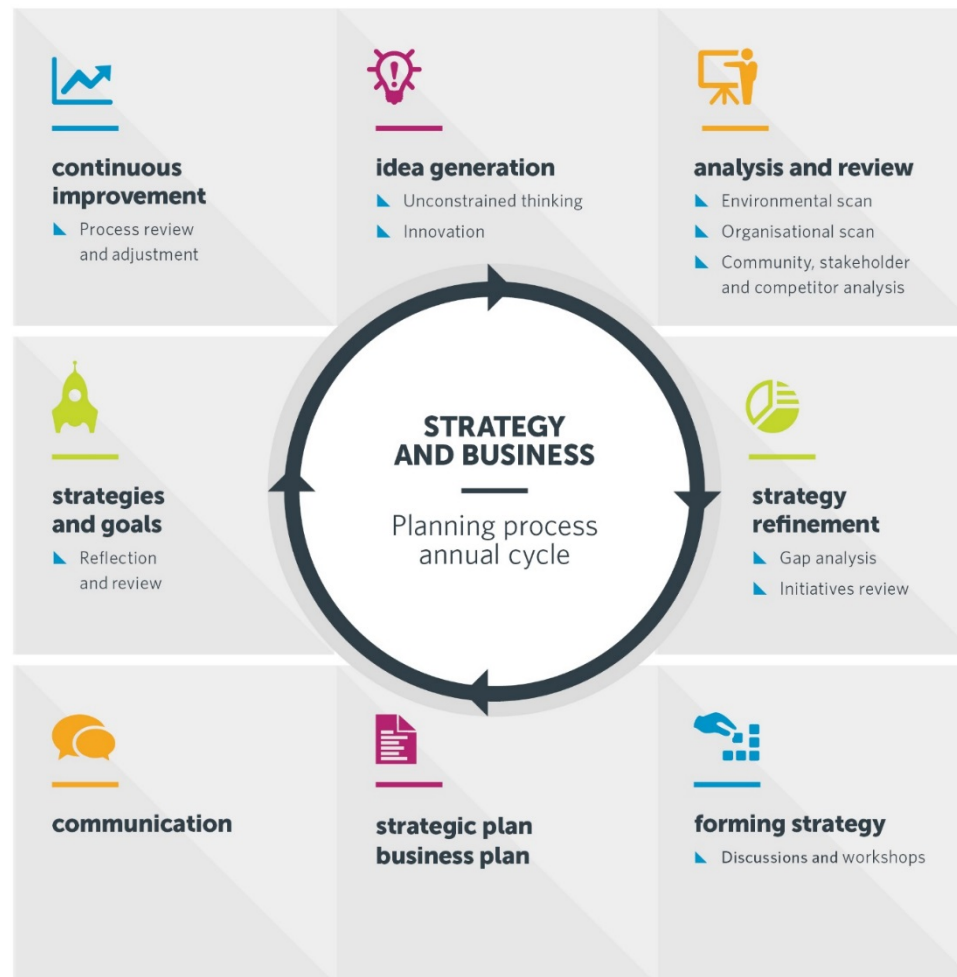 continuous
improvement
Process review
and adjustment
idea generation
Unconstrained thinking
Innovation
analysis and review
Environmental scan
Organisational scan
Community, stakeholder
and competitor analysis
strategies
and goals
Reflection
and review
STRATEGY
AND BUSINESS
Planning process
annual cycle
strategy
refinement
Gap analysis
Initiatives review
communication
strategic plan
business plan
forming strategy
Discussions and workshops